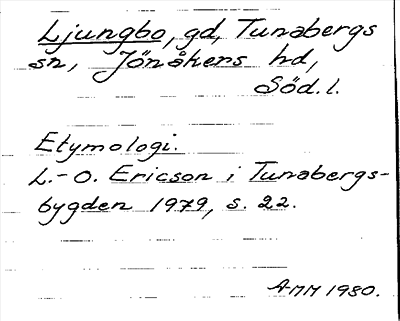 Ljungbo, gd, Tunabergs
sn, Jönåkers hd,
Söd. l.
Etymologi.
L.-O. Ericson i Tunabergs-
bygden 1979, s. 22.
AMM 1980.